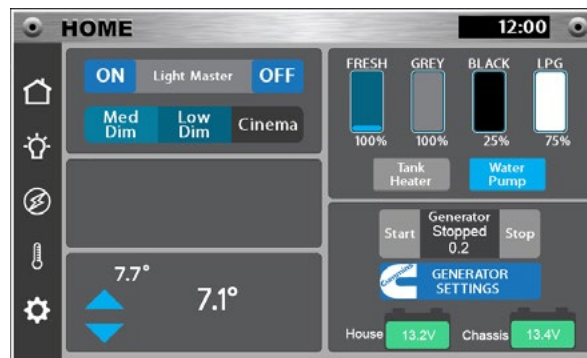 HOME
12:00
ON Light Master OFF
Med Dim
Low Dim
Cinema
7.7°
7.1°
FRESH GREY BLACK LPG
100% 100% 25% 75%
Tank Heater
Water Pump
Start
Generator
Stopped
0.2
Stop
Cummins
GENERATOR
SETTINGS
House 13.2V Chassis 13.4V